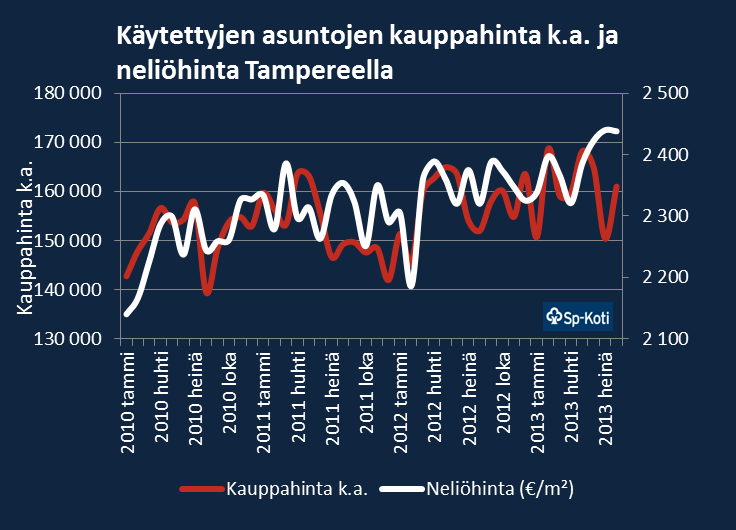 Käytettyjen asuntojen kauppahinta k.a. ja
neliöhinta Tampereella
180 000
170 000
160 000
150 000
140 000
130 000
Kauppahinta k.a.
2 500
2 400
2 300
2 200
2 100
Sp-Koti
2010 tammi
2010 huhti
2010 heinä
2010 loka
2011 tammi
2011 huhti
2011 heinä
2011 loka
2012 tammi
2012 huhti
2012 heinä
2012 loka
2013 tammi
2013 huhti
2013 heinä
Kauppahinta k.a.
Neliöhinta (€/m²)